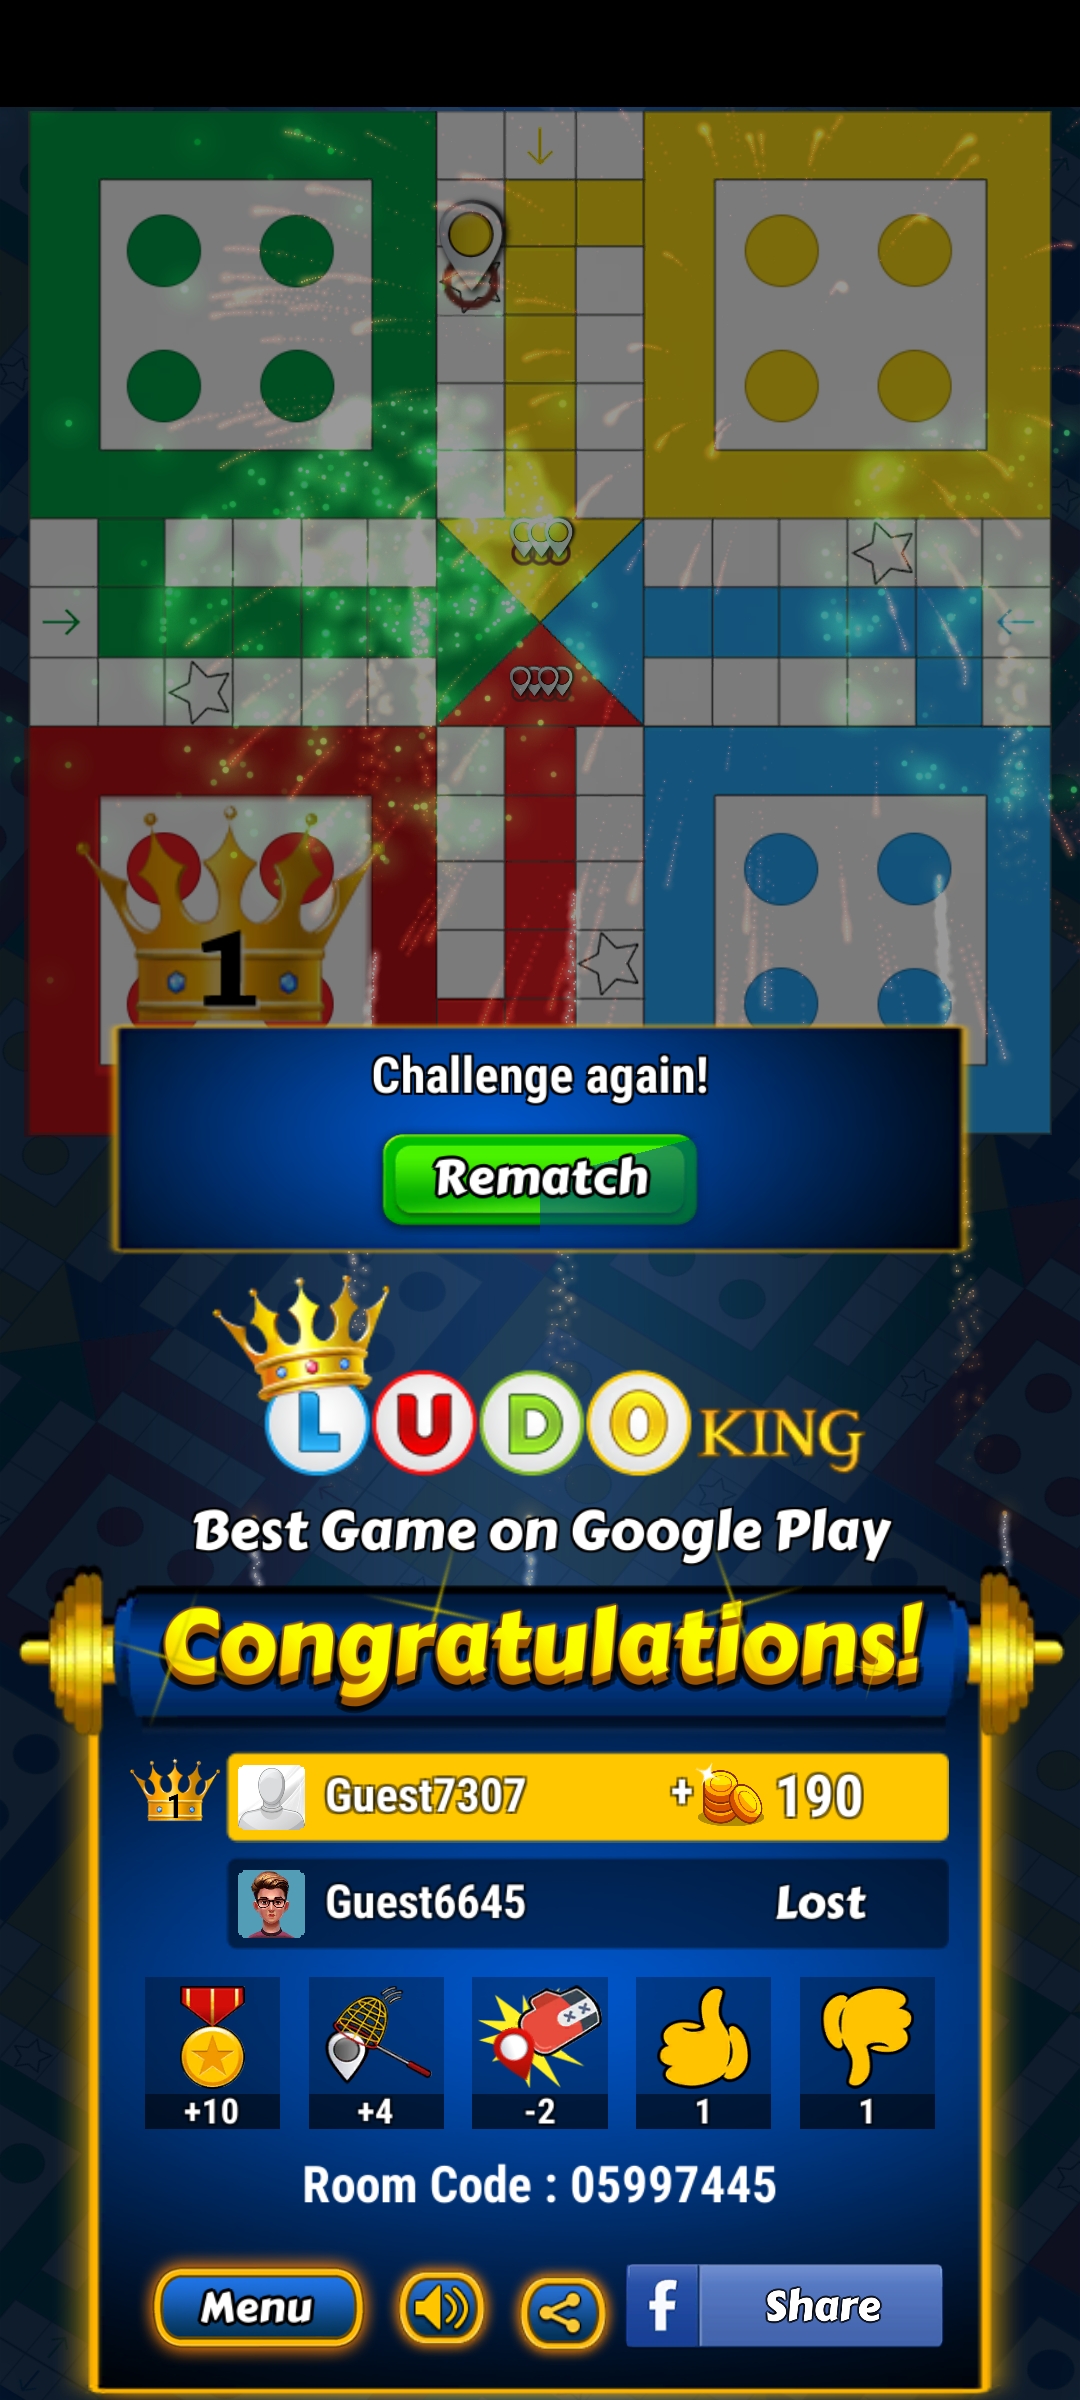 1
Challenge again!
Rematch
LUDO KING
Best Game on Google Play
Congratulations!
1 Guest7307 + 190
Guest6645 Lost
+10 +4 -2 1 1
Room Code : 05997445
Menu f Share